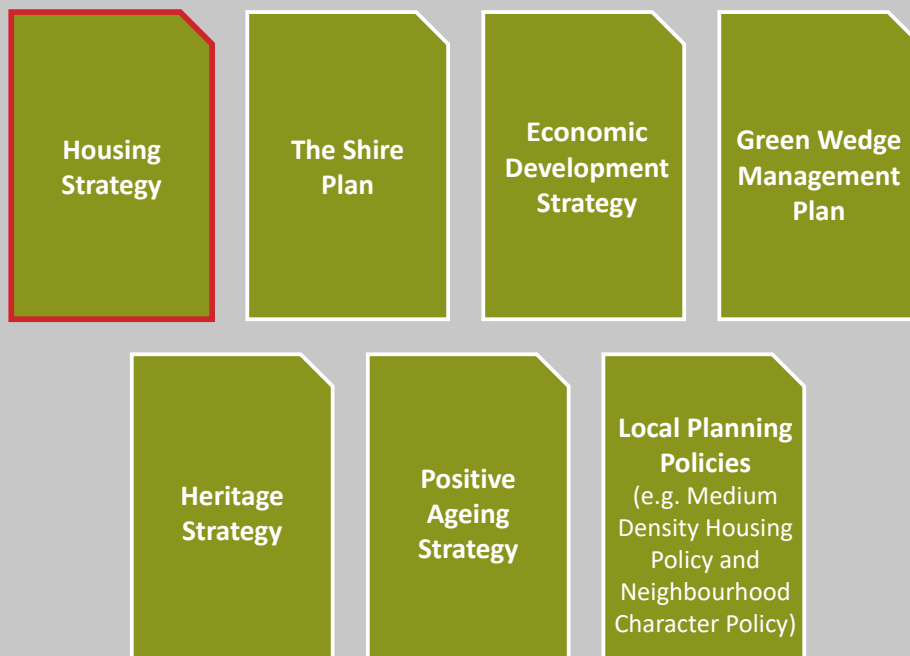 Housing
Strategy
The Shire
Plan
Economic
Development
Strategy
Green Wedge
Management
Plan
Heritage
Strategy
Positive
Ageing
Strategy
Local Planning
Policies
(e.g. Medium
Density Housing
Policy and
Neighbourhood
Character Policy)